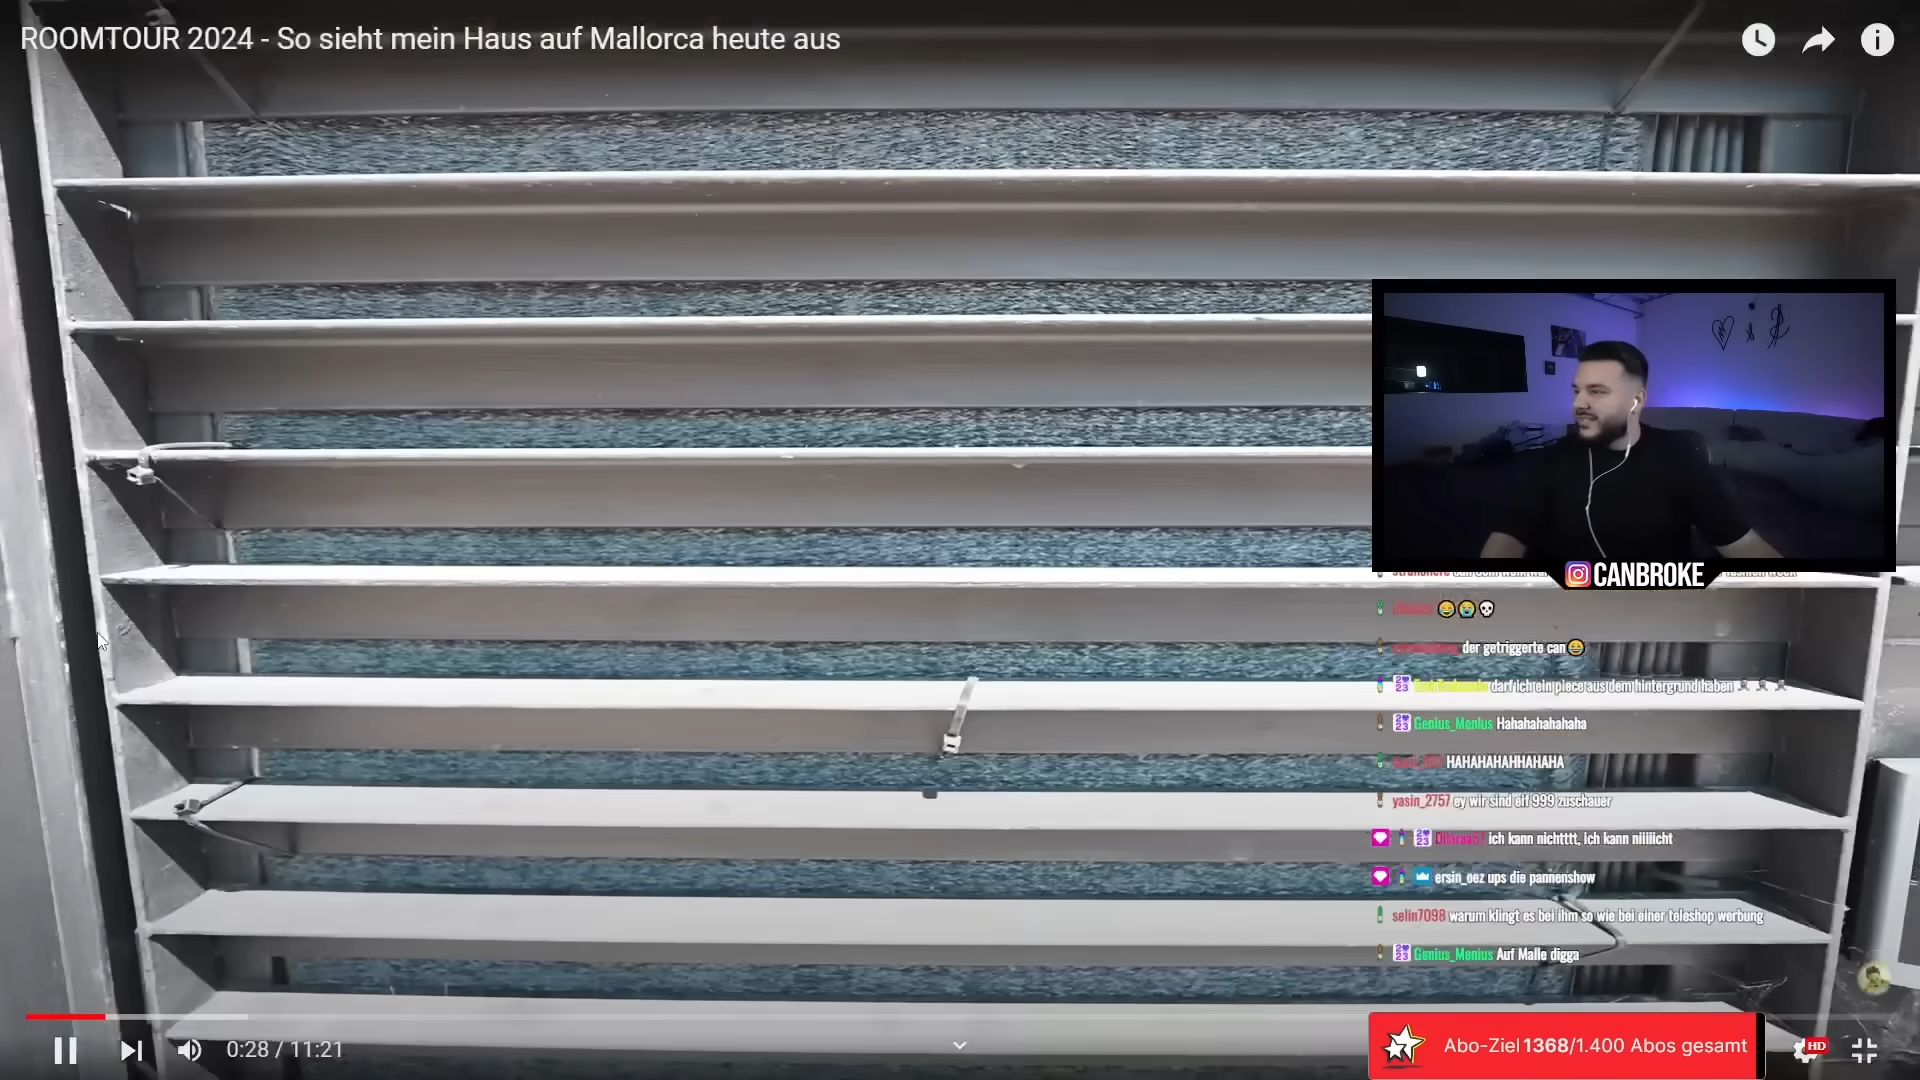 ROOMTOUR 2024 - So sieht mein Haus auf Mallorca heute aus
CANBROKE
der getriggerte can
darf ich ein piece aus dem hintergrund haben
Genius_Menius Hahahahahahaha
HAHAHAHAHHAHAHA
yasin_2757 ey wir sind elf 999 zuschauer
ich kann nichtttt, ich kann niiiiicht
ersin_oez ups die pannenshow
selin7098 warum klingt es bei ihm so wie bei einer teleshop werbung
Genius_Menius Auf Malle digga
Abo-Ziel 1368/1.400 Abos gesamt
0:28 / 11:21
HD